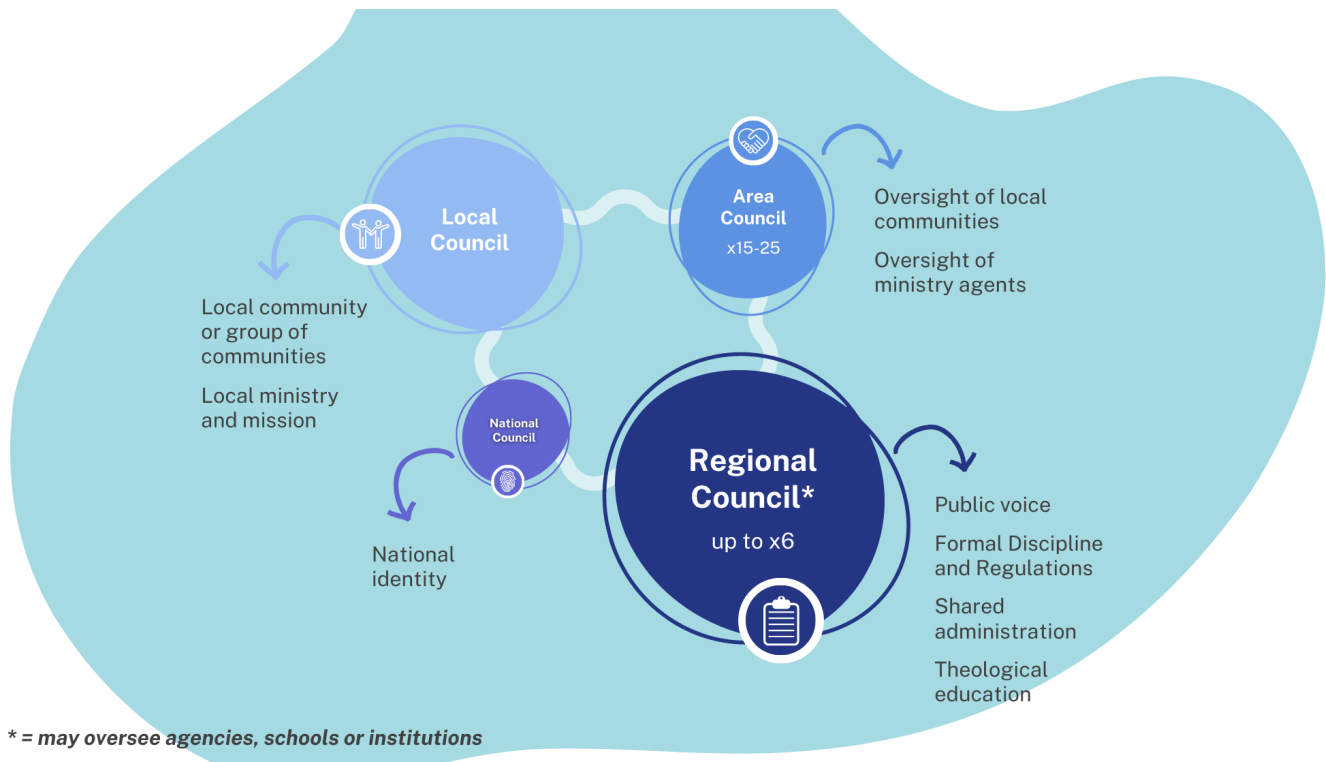 Local
Council
Local community
or group of
communities
Local ministry
and mission
Area
Council
x15-25
Oversight of local
communities
Oversight of
ministry agents
National
Council
National
identity
Regional
Council*
up to x6
Public voice
Formal Discipline
and Regulations
Shared
administration
Theological
education
* = may oversee agencies, schools or institutions